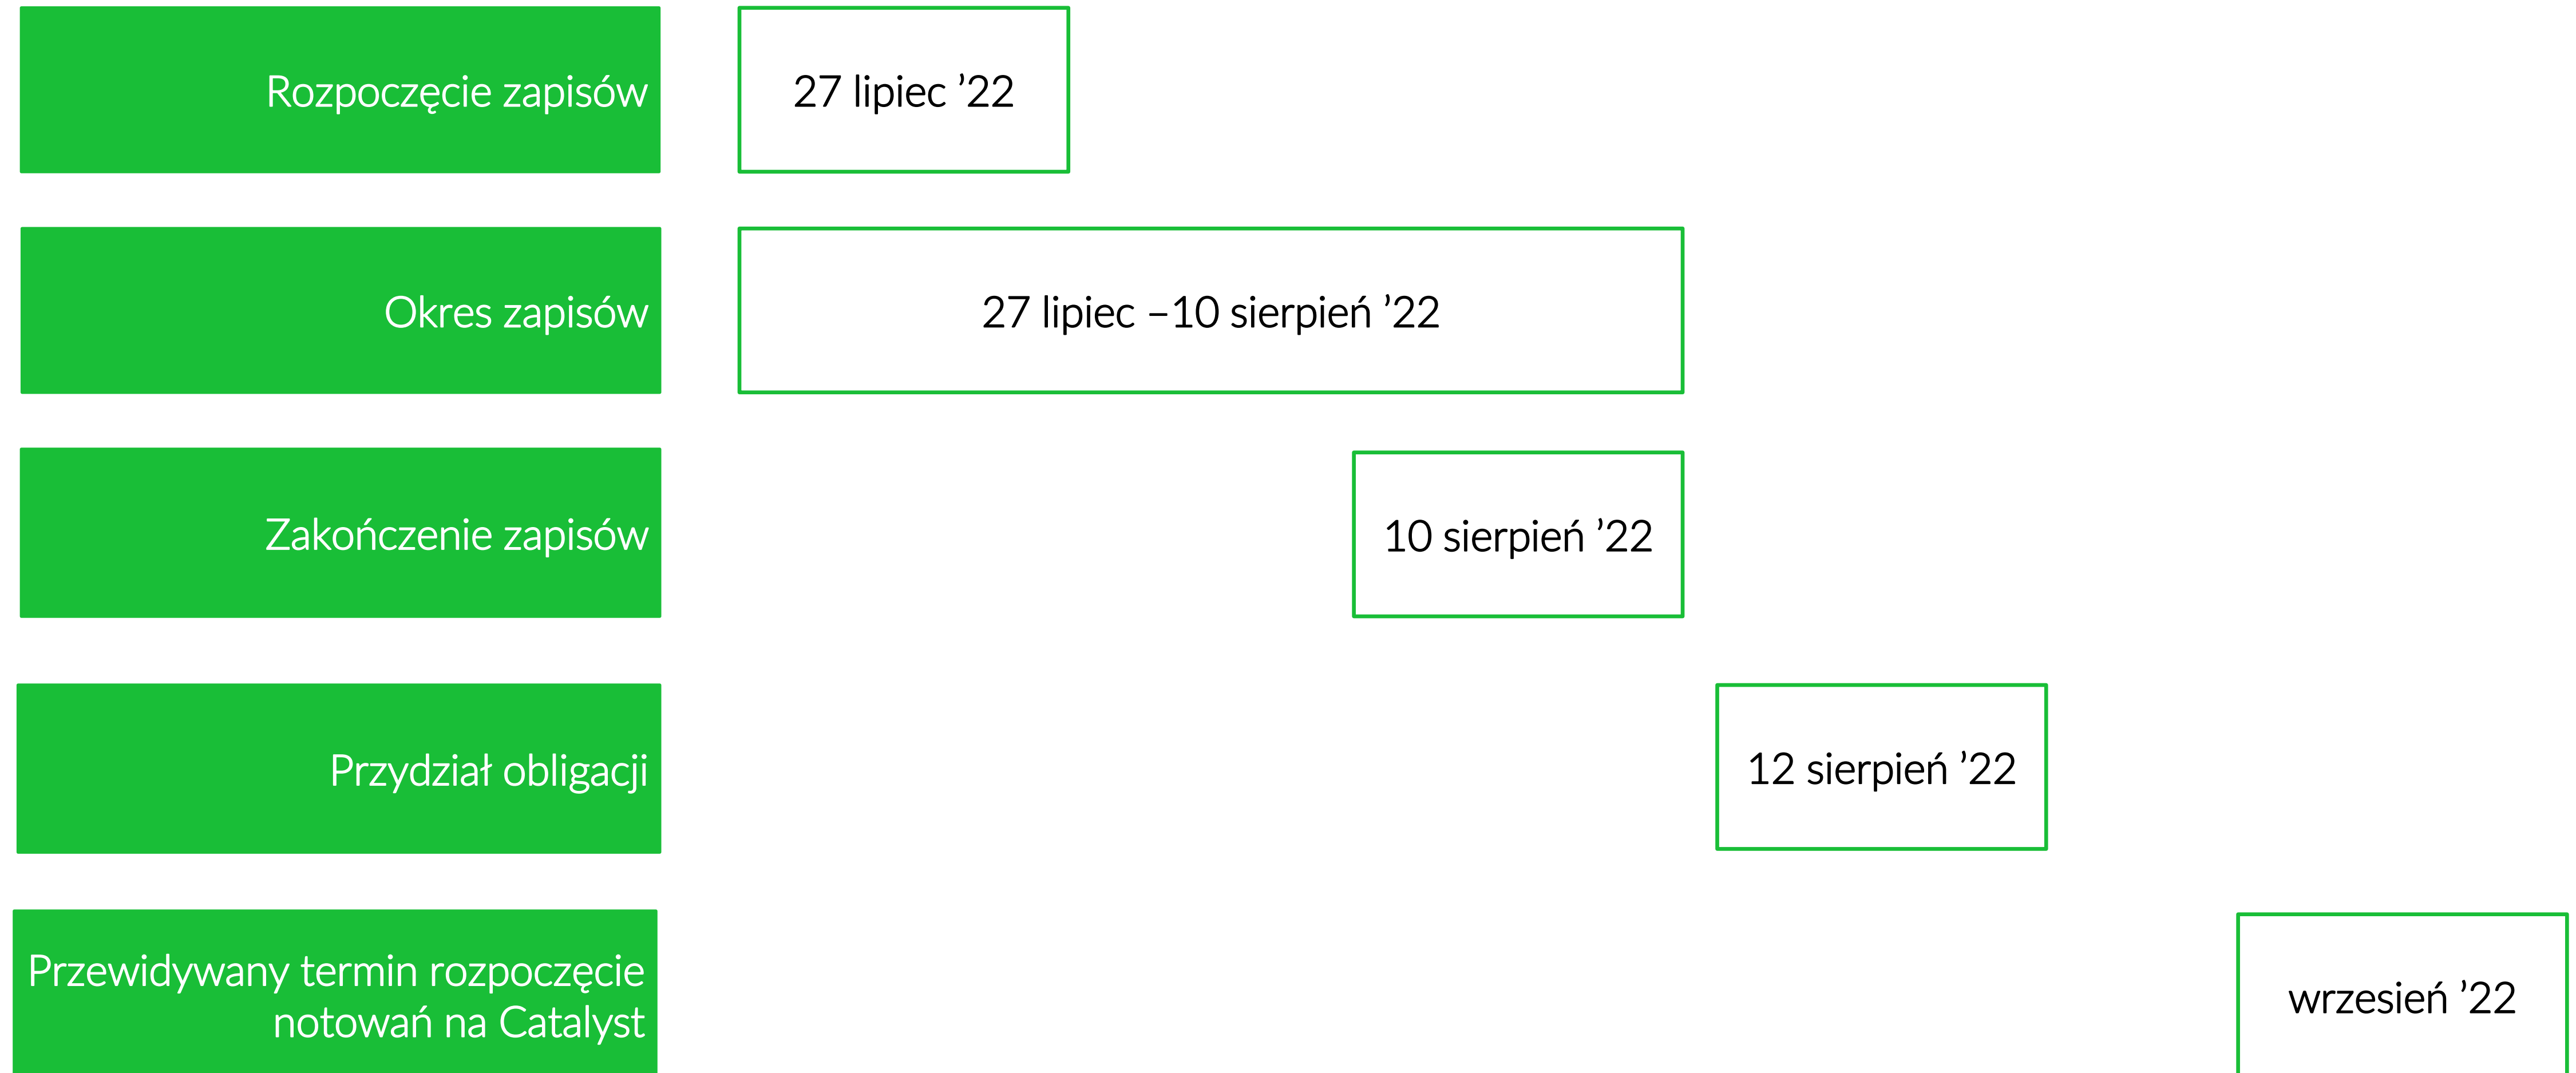 Rozpoczęcie zapisów
27 lipiec ’22
Okres zapisów
27 lipiec –10 sierpień ’22
Zakończenie zapisów
10 sierpień ’22
Przydział obligacji
12 sierpień ’22
Przewidywany termin rozpoczęcie
notowań na Catalyst
wrzesień ’22